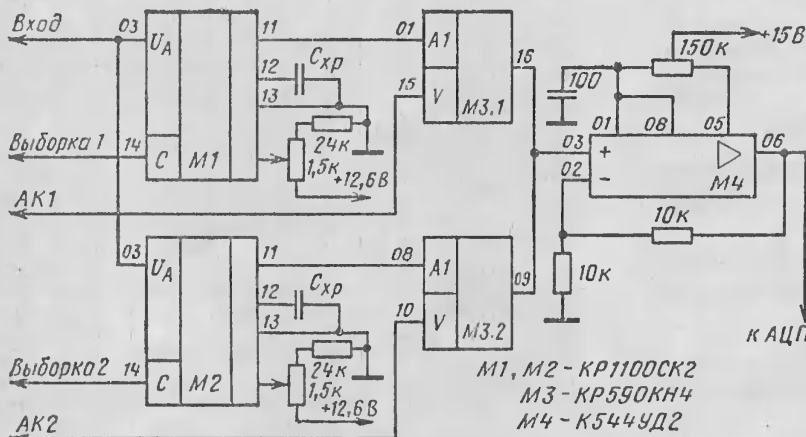 Вход
03
U_A
11
12
C_хр
13
24к
1,5к
+12,6В
Выборка 1
14
C
M1
АК1
01
15
A1
V
M3.1
16
+15В
150к
100
01
08
05
03
+
02
-
06
M4
10к
10к
к АЦП
03
U_A
11
12
C_хр
13
24к
1,5к
+12,6В
Выборка 2
14
C
M2
АК2
08
10
A1
V
M3.2
09
M1, M2 - КР1100СК2
M3 - КР590КН4
M4 - К544УД2